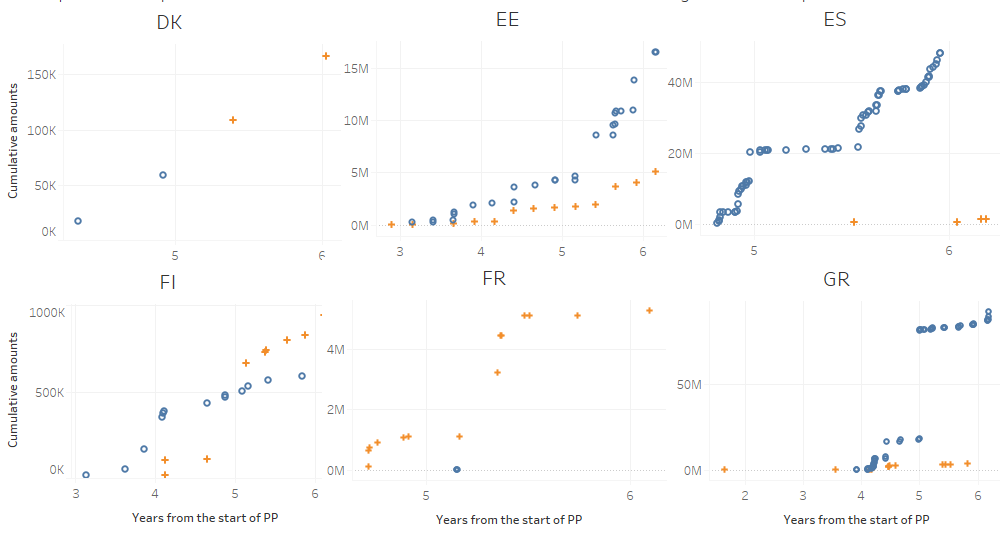 DK
EE
ES
Cumulative amounts
150K
100K
50K
0K
5
6
15M
10M
5M
0M
3
4
5
6
40M
20M
0M
5
6
FI
FR
GR
Cumulative amounts
1000K
500K
0K
3
4
5
6
4M
2M
0M
5
6
50M
0M
2
3
4
5
6
Years from the start of PP
Years from the start of PP
Years from the start of PP